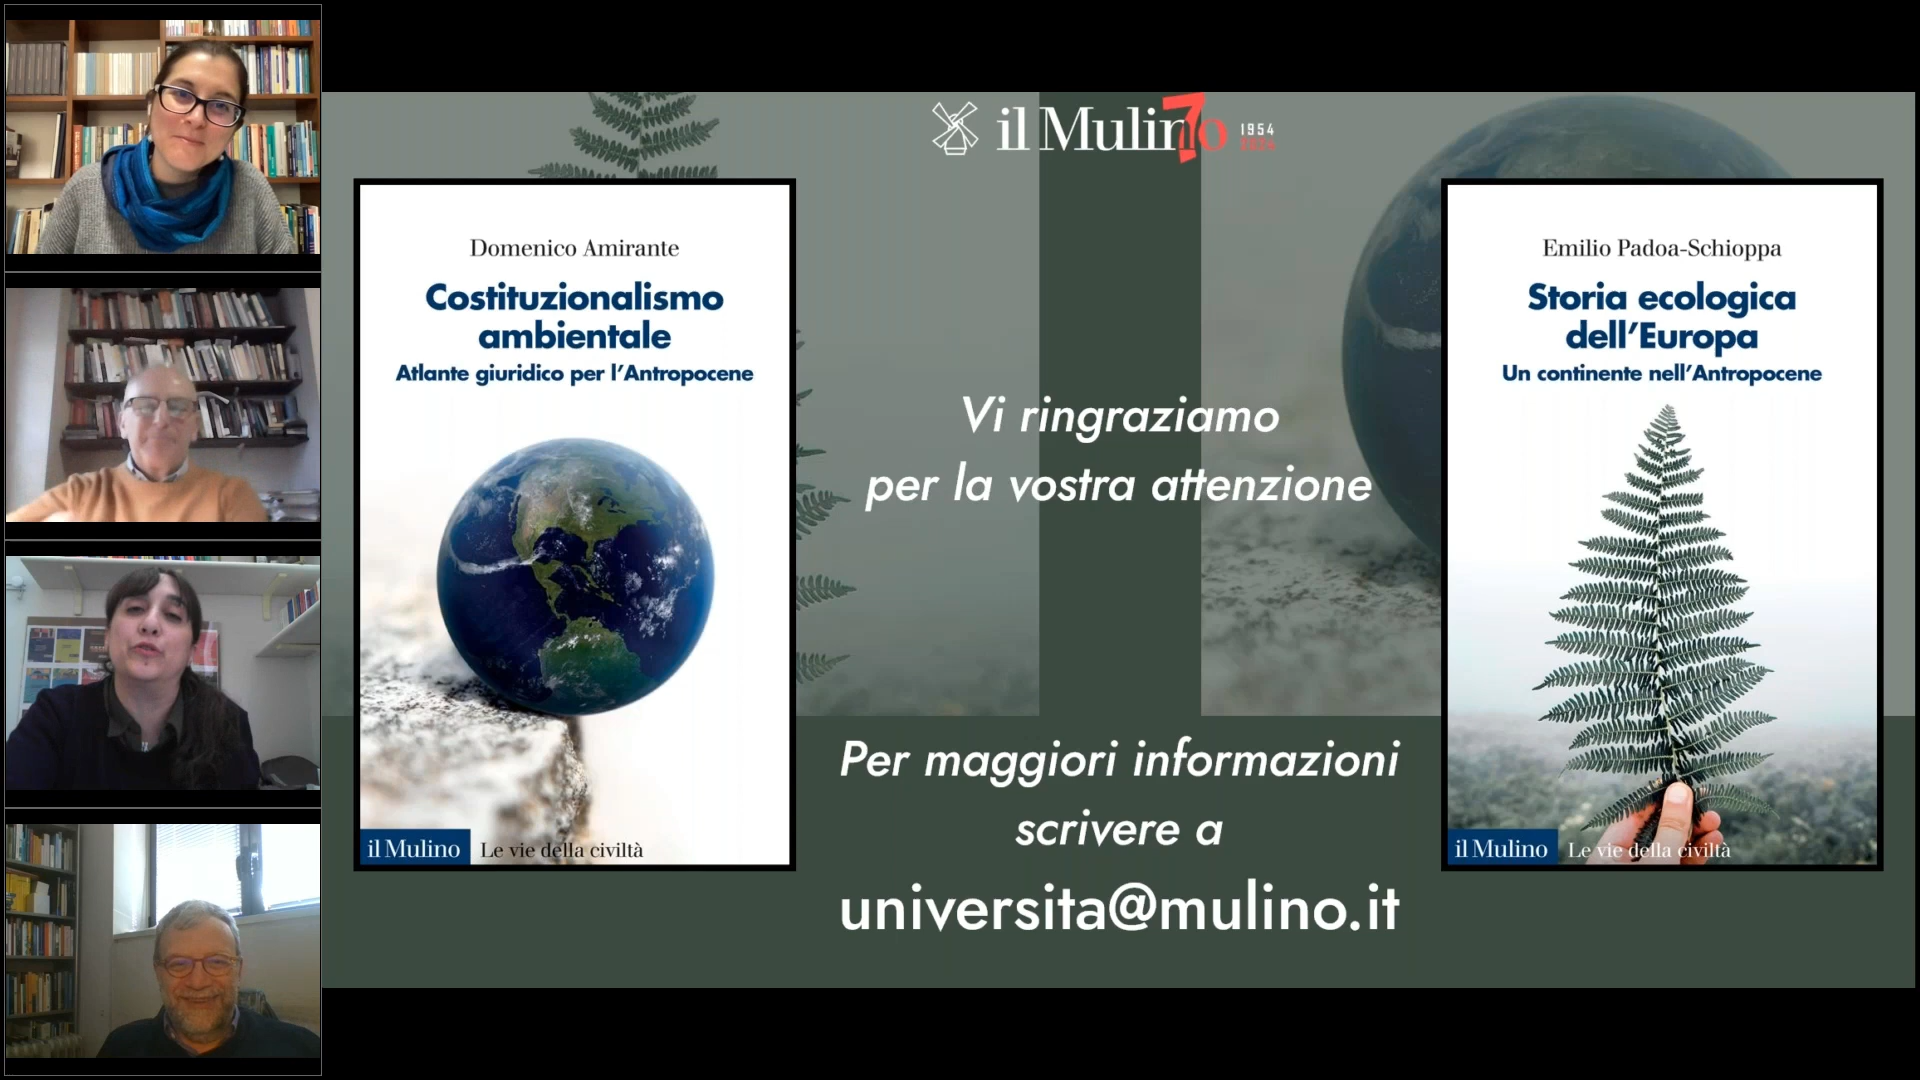 il Mulino
1954
Domenico Amirante
Costituzionalismo
ambientale
Atlante giuridico per l'Antropocene
il Mulino Le vie della civiltà
Vi ringraziamo
per la vostra attenzione
Per maggiori informazioni
scrivere a
universita@mulino.it
Emilio Padoa-Schioppa
Storia ecologica
dell'Europa
Un continente nell'Antropocene
il Mulino Le vie della civiltà